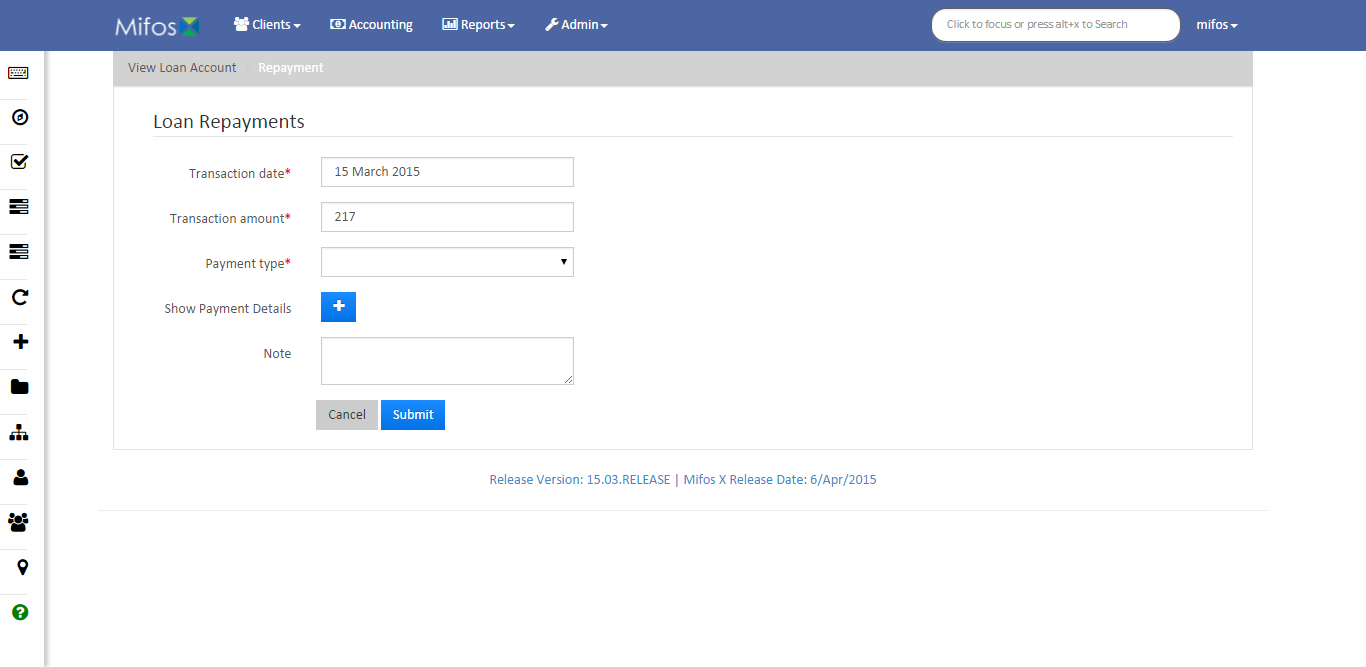 Mifos X Clients Accounting Reports Admin Click to focus or press alt+x to Search mifos
View Loan Account / Repayment
Loan Repayments
Transaction date* 15 March 2015
Transaction amount* 217
Payment type*
Show Payment Details +
Note
Cancel Submit
Release Version: 15.03.RELEASE | Mifos X Release Date: 6/Apr/2015